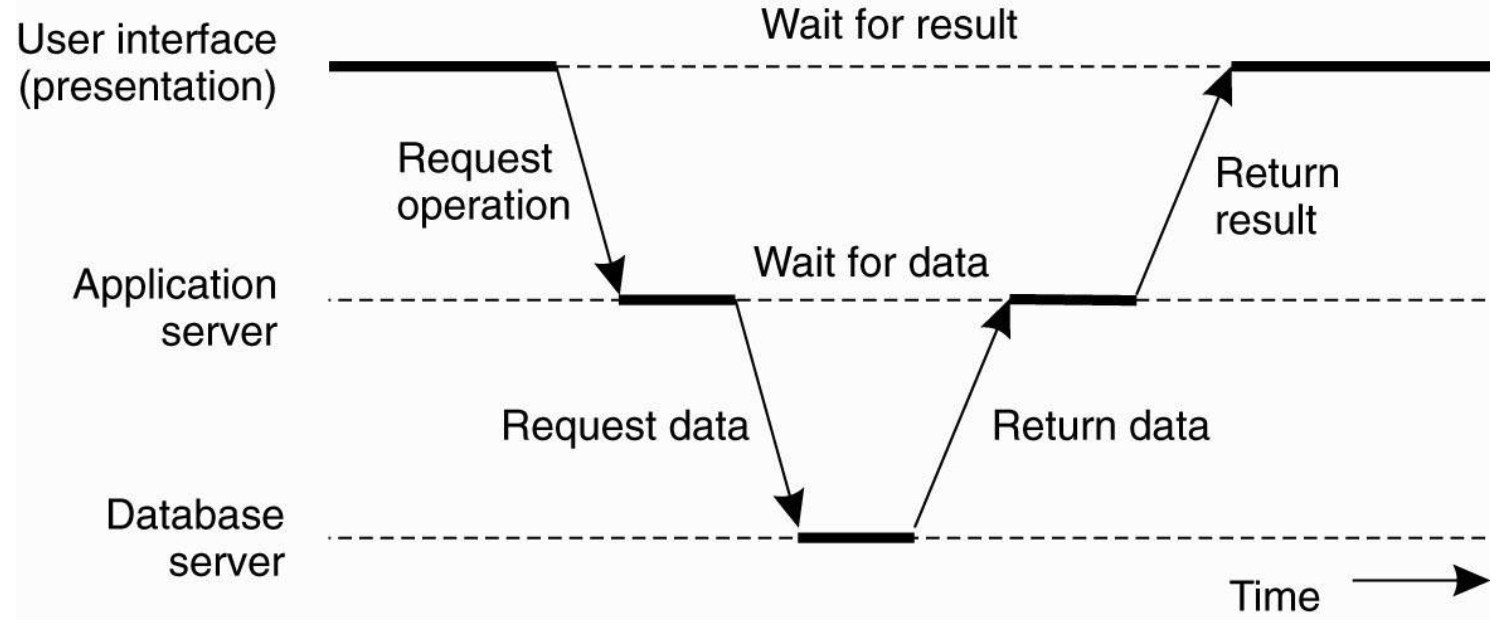 User interface
(presentation)
Wait for result
Request
operation
Return
result
Application
server
Wait for data
Request data
Return data
Database
server
Time